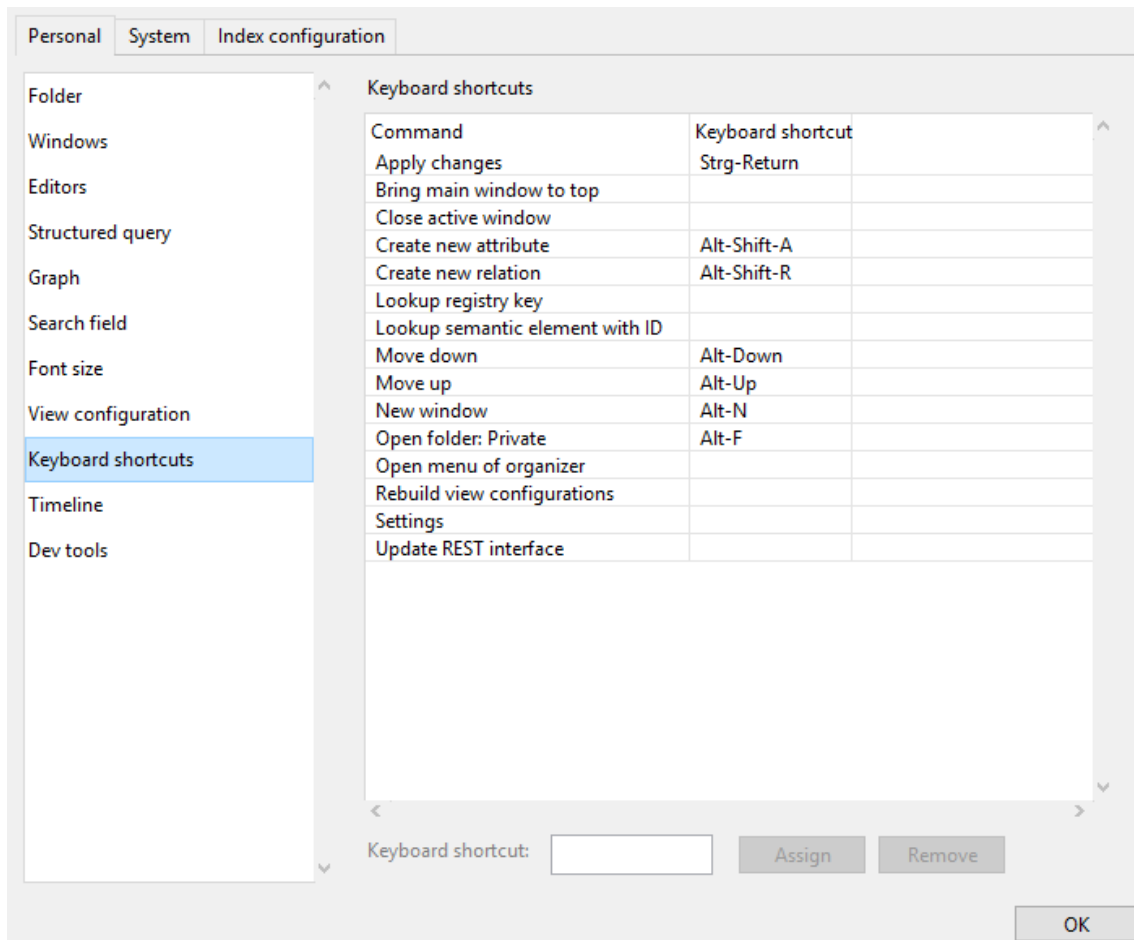 Personal System Index configuration
Folder
Windows
Editors
Structured query
Graph
Search field
Font size
View configuration
Keyboard shortcuts
Timeline
Dev tools
Keyboard shortcuts
Command Keyboard shortcut
Apply changes Strg-Return
Bring main window to top
Close active window
Create new attribute Alt-Shift-A
Create new relation Alt-Shift-R
Lookup registry key
Lookup semantic element with ID
Move down Alt-Down
Move up Alt-Up
New window Alt-N
Open folder: Private Alt-F
Open menu of organizer
Rebuild view configurations
Settings
Update REST interface
Keyboard shortcut: Assign Remove
OK